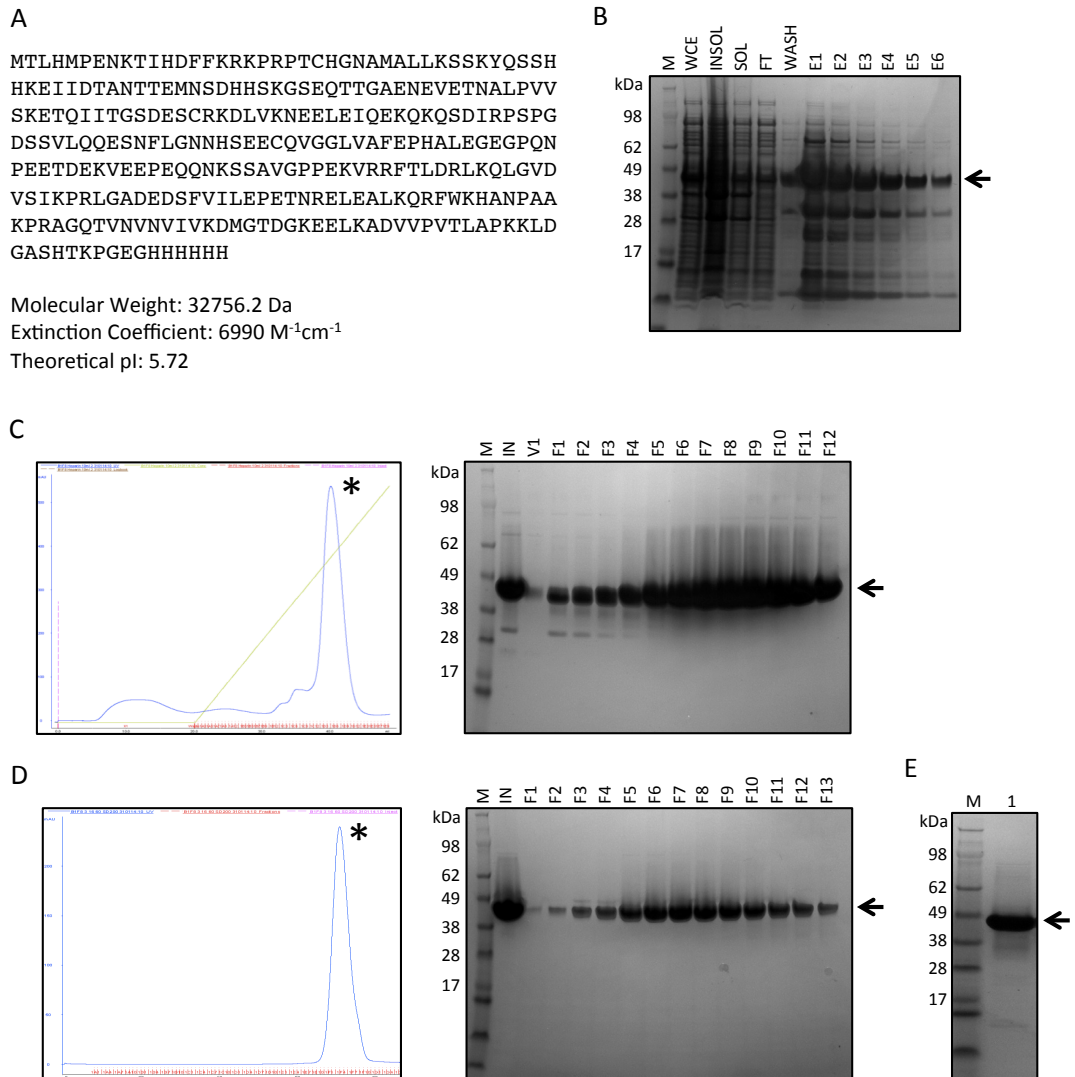 A
MTLHMPENKTIHDFFKRKPRPTCHGNAMALLKSSKYQSSH
HKEIIDTANTTEMNSDHHSKGSEQTTGAENEVETNALPVV
SKETQIITGSDESCRKDLVKNEELEIQEKQKQSDIRPSPG
DSSVLQQESNFLGNNHSEECQVGGLVAFEPHALEGEGPQN
PEETDEKVEEPEQQNKSSAVGPPEKVRRFTLDRLKQLGVD
VSIKPRLGADEDSFVILEPETNRELEALKQRFWKHANPAA
KPRAGQTVNVNVIVKDMGTDGKEELKADVVPVTLAPKKLD
GASHTKPGEGHHHHHH
Molecular Weight: 32756.2 Da
Extinction Coefficient: 6990 M⁻¹cm⁻¹
Theoretical pI: 5.72
B
M WCE INSOL SOL FT WASH E1 E2 E3 E4 E5 E6
kDa
98
62
49
38
28
17
C
*
M IN V1 F1 F2 F3 F4 F5 F6 F7 F8 F9 F10 F11 F12
kDa
98
62
49
38
28
17
D
*
M IN F1 F2 F3 F4 F5 F6 F7 F8 F9 F10 F11 F12 F13
kDa
98
62
49
38
28
17
E
M 1
kDa
98
62
49
38
28
17